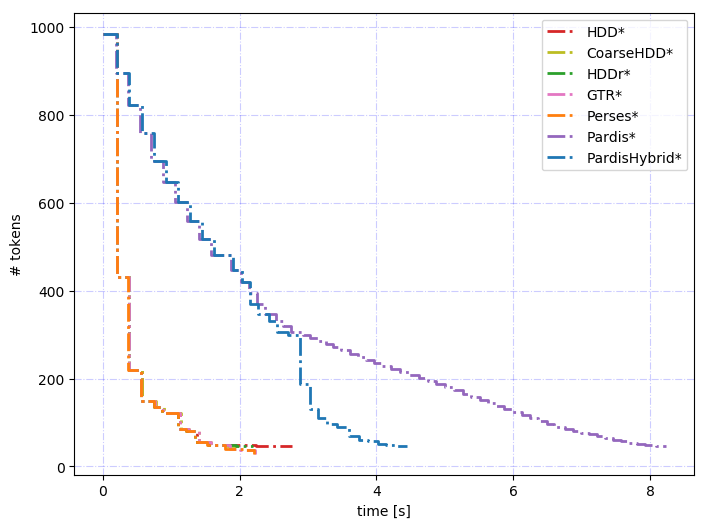 1000
800
600
400
200
0
# tokens
0 2 4 6 8
time [s]
HDD*
CoarseHDD*
HDDr*
GTR*
Perses*
Pardis*
PardisHybrid*